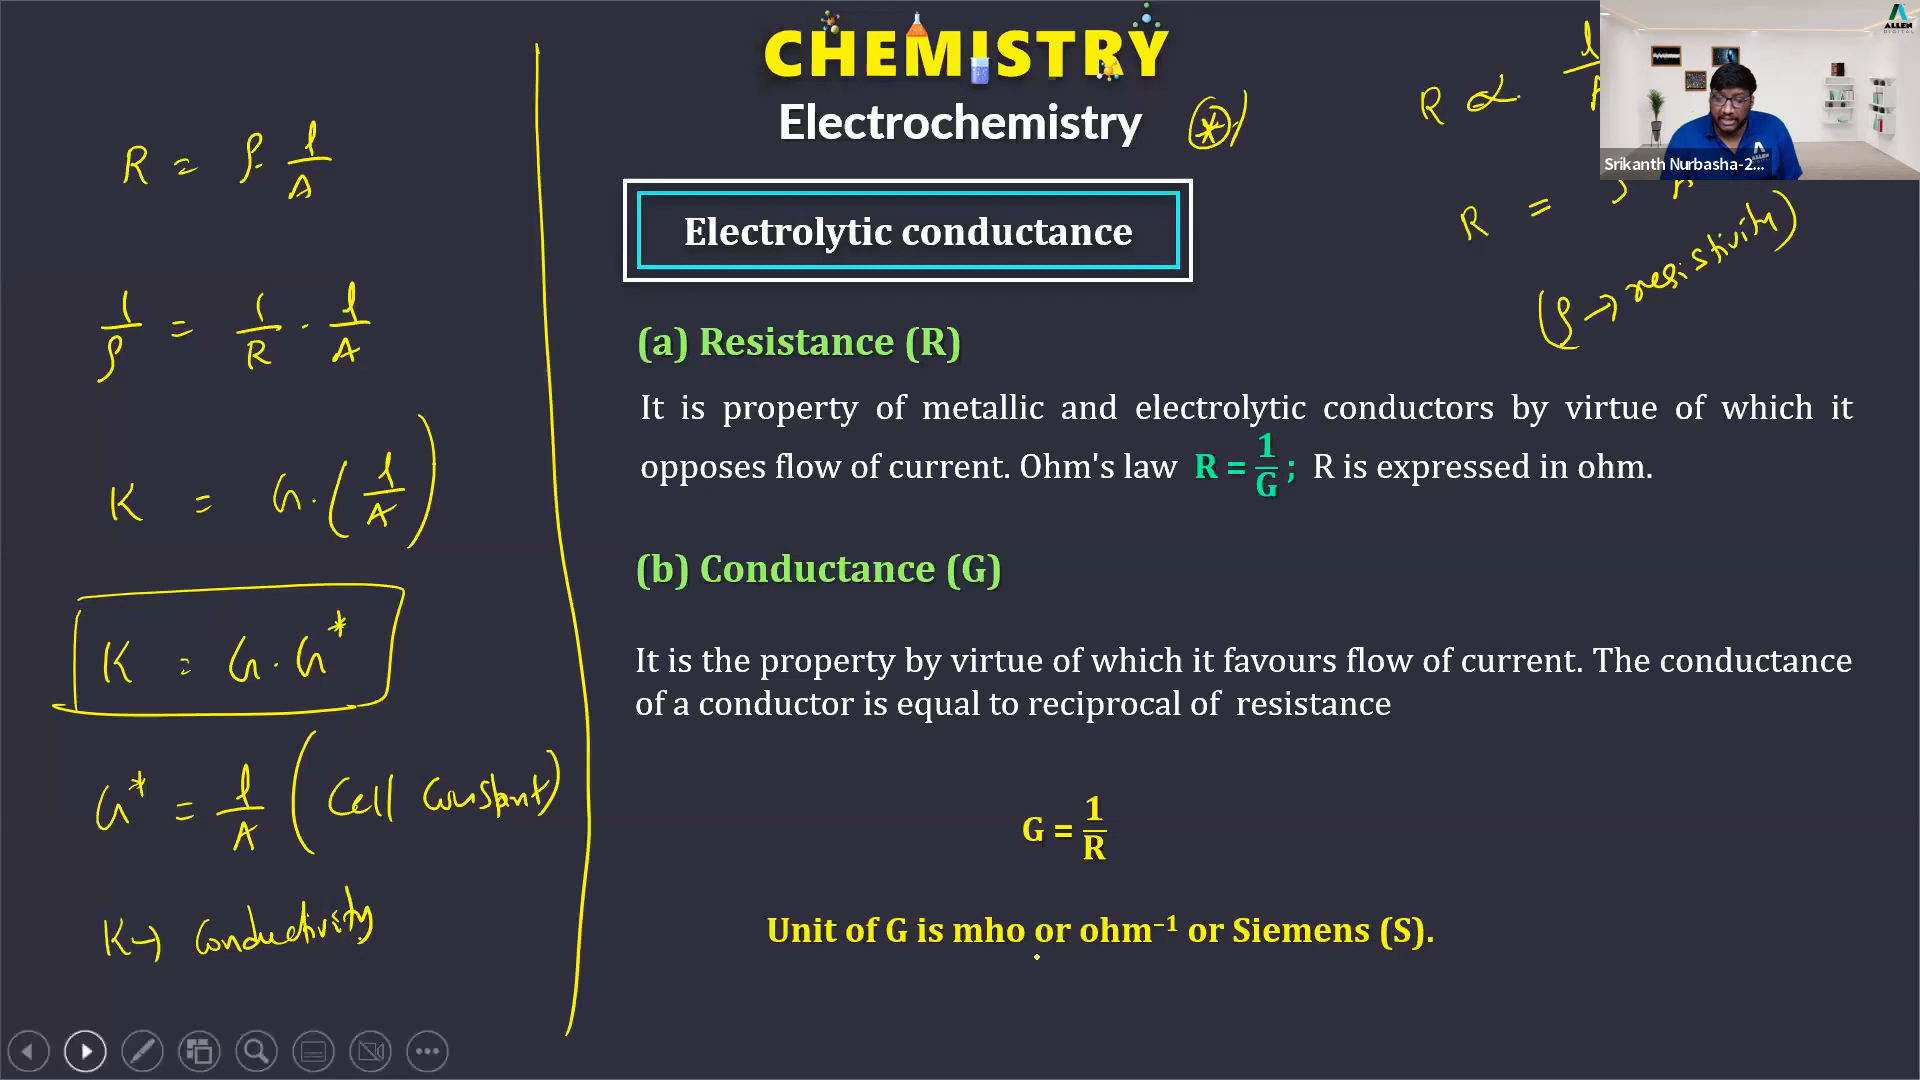 CHEMISTRY
Electrochemistry
Electrolytic conductance
(a) Resistance (R)
It is property of metallic and electrolytic conductors by virtue of which it
opposes flow of current. Ohm's law R = 1/G ; R is expressed in ohm.
(b) Conductance (G)
It is the property by virtue of which it favours flow of current. The conductance
of a conductor is equal to reciprocal of resistance
G = 1/R
Unit of G is mho or ohm⁻¹ or Siemens (S).
R = ρ l/A
1/ρ = 1/R · l/A
K = G · (l/A)
K = G · G*
G* = l/A (Cell Constant)
K → Conductivity
R ∝ l
R =
(ρ → resistivity)
ALLEN
DIGITAL
Srikanth Nurbasha-2...